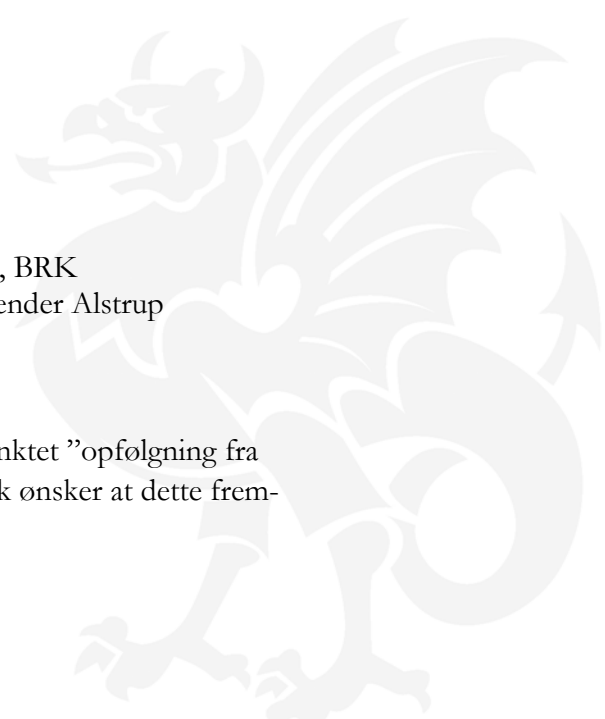 , BRK
ender Alstrup
nktet ”opfølgning fra
k ønsker at dette frem-